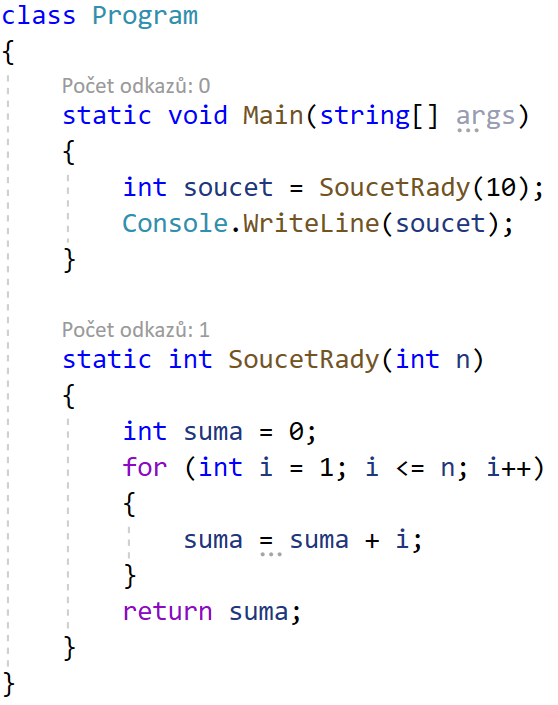 class Program
{
Počet odkazů: 0
static void Main(string[] args)
{
int soucet = SoucetRady(10);
Console.WriteLine(soucet);
}
Počet odkazů: 1
static int SoucetRady(int n)
{
int suma = 0;
for (int i = 1; i <= n; i++)
{
suma = suma + i;
}
return suma;
}
}